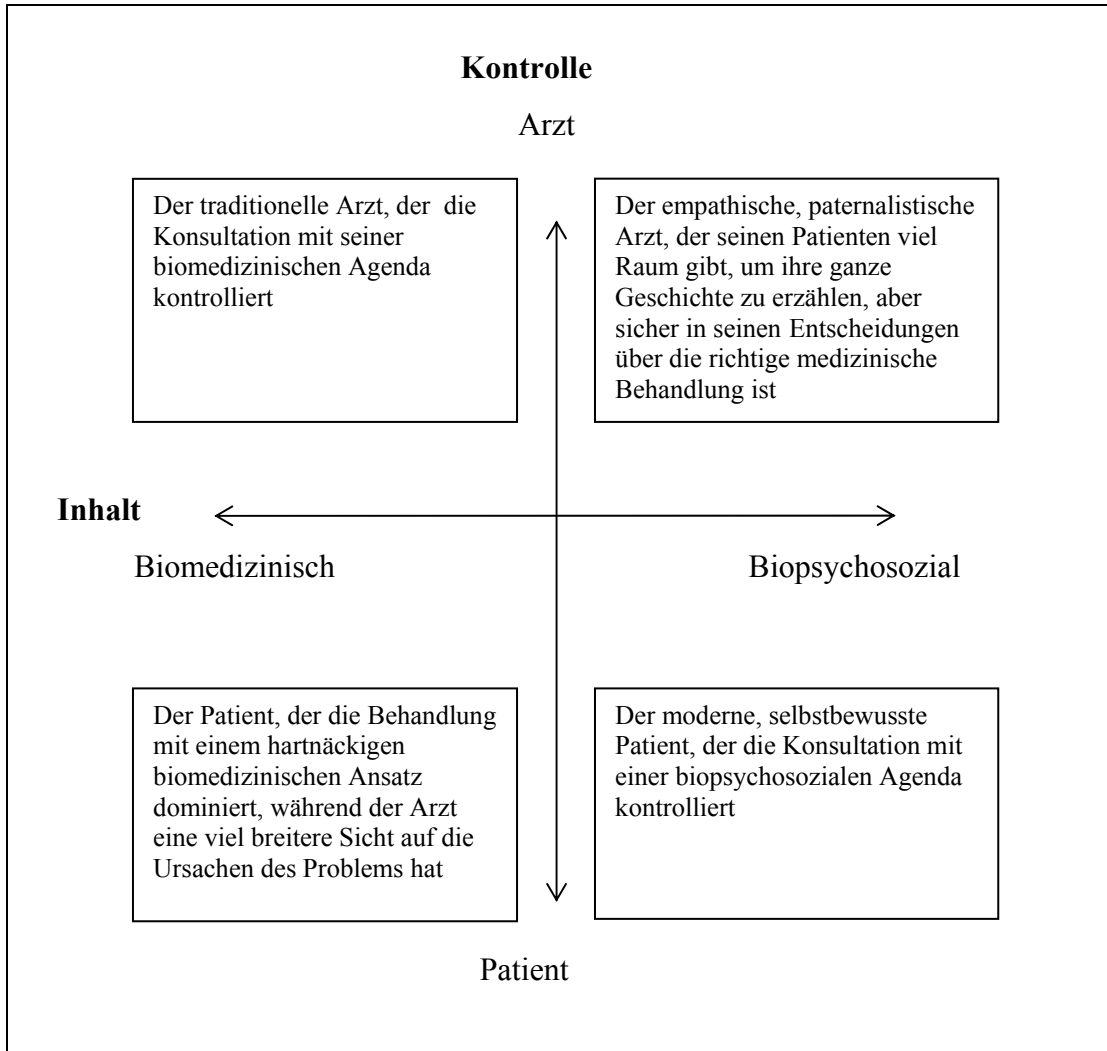 Kontrolle
Arzt
Der traditionelle Arzt, der die
Konsultation mit seiner
biomedizinischen Agenda
kontrolliert
Der empathische, paternalistische
Arzt, der seinen Patienten viel
Raum gibt, um ihre ganze
Geschichte zu erzählen, aber
sicher in seinen Entscheidungen
über die richtige medizinische
Behandlung ist
Inhalt
Biomedizinisch
Biopsychosozial
Der Patient, der die Behandlung
mit einem hartnäckigen
biomedizinischen Ansatz
dominiert, während der Arzt
eine viel breitere Sicht auf die
Ursachen des Problems hat
Der moderne, selbstbewusste
Patient, der die Konsultation mit
einer biopsychosozialen Agenda
kontrolliert
Patient